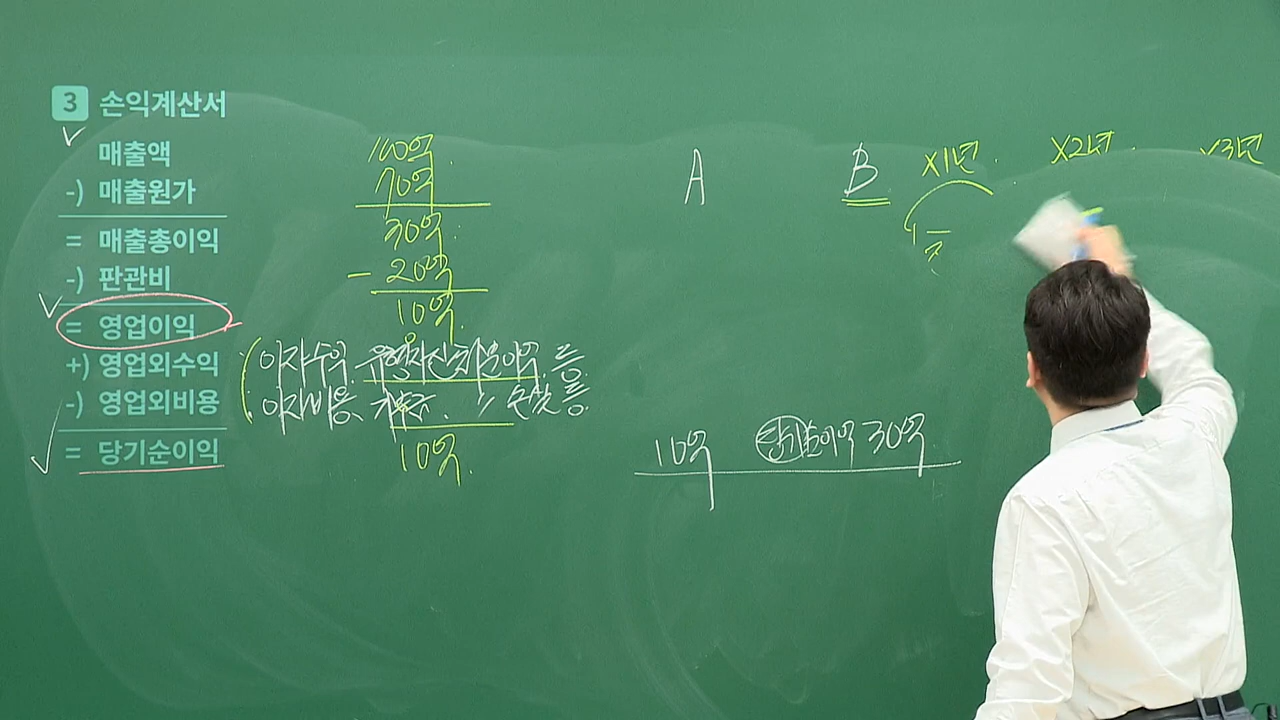 3 손익계산서
매출액
-) 매출원가
= 매출총이익
-) 판관비
= 영업이익
+) 영업외수익
-) 영업외비용
= 당기순이익
100억.
70억
30억.
- 20억
10억.
이자수익, 유형자산처분이익 등
이자비용, 기부금, 〃 손실 등.
10억.
A
B
X1년.
X2년.
X3년
10억
당기순이익 30억